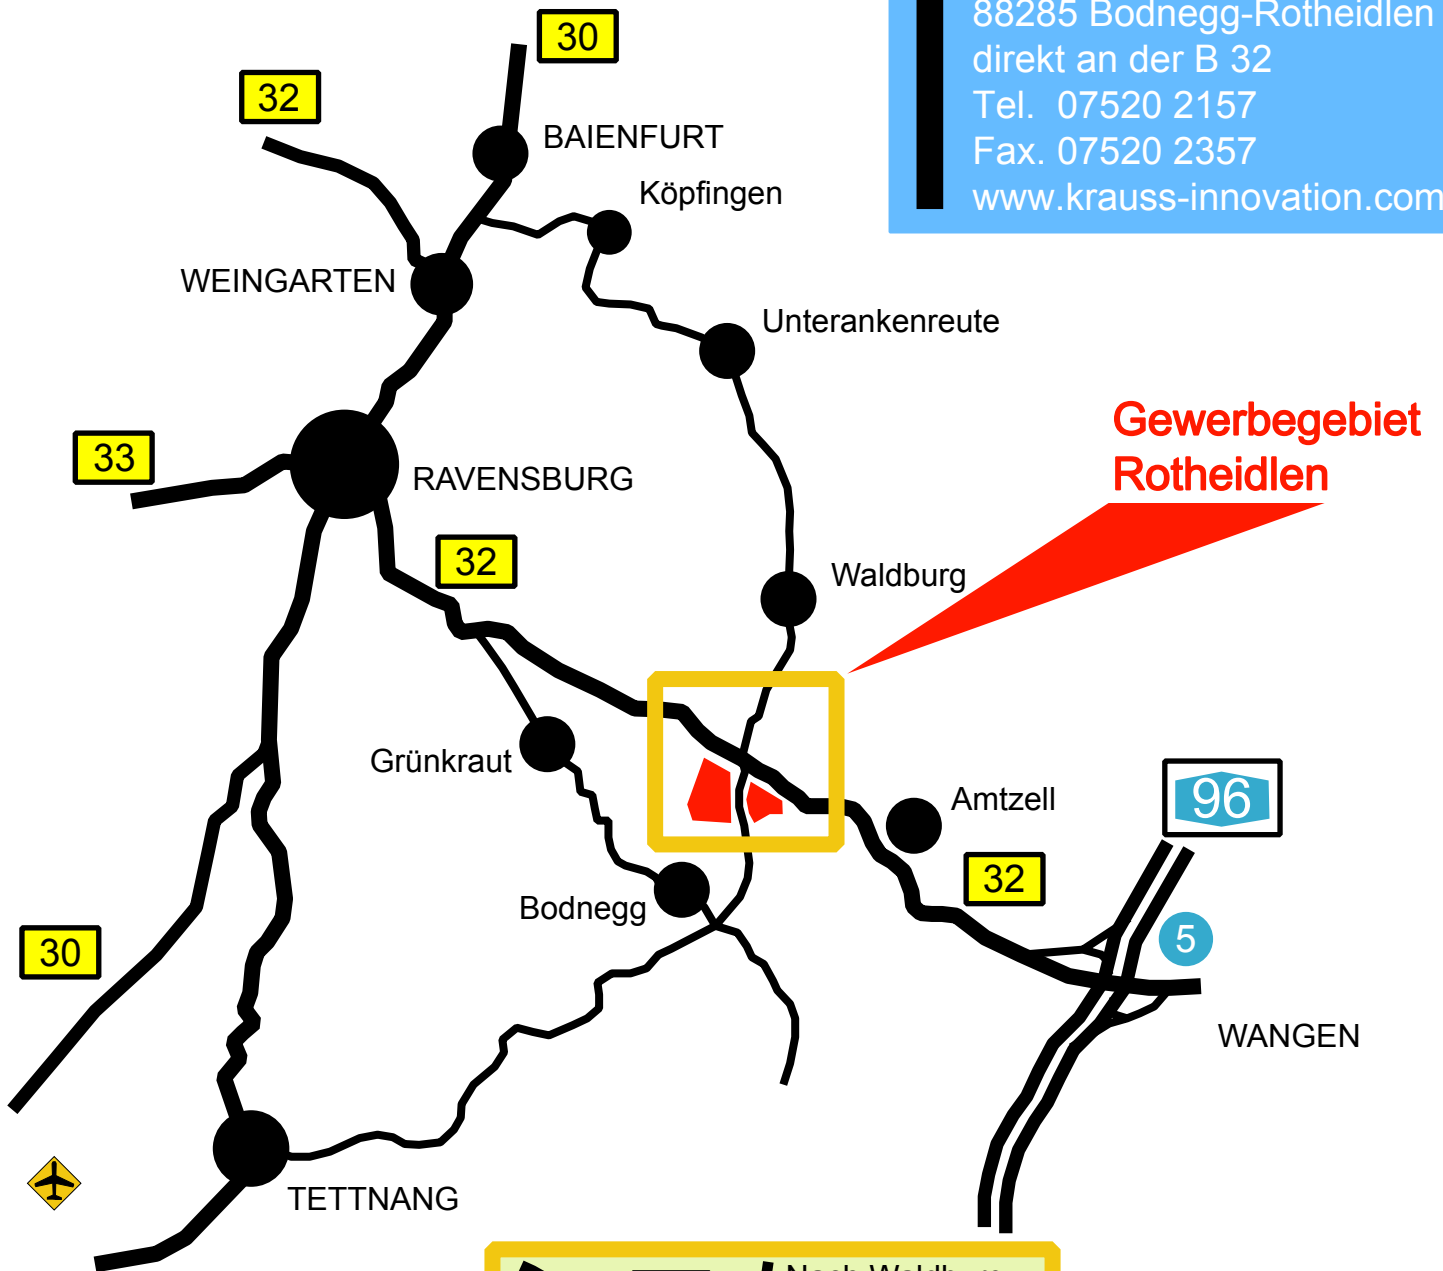 88285 Bodnegg-Rotheidlen
direkt an der B 32
Tel. 07520 2157
Fax. 07520 2357
www.krauss-innovation.com
30
32
BAIENFURT
Köpfingen
WEINGARTEN
Unterankenreute
Gewerbegebiet
Rotheidlen
33
RAVENSBURG
32
Waldburg
Grünkraut
Amtzell
96
32
Bodnegg
5
30
WANGEN
TETTNANG
Nach Waldburg